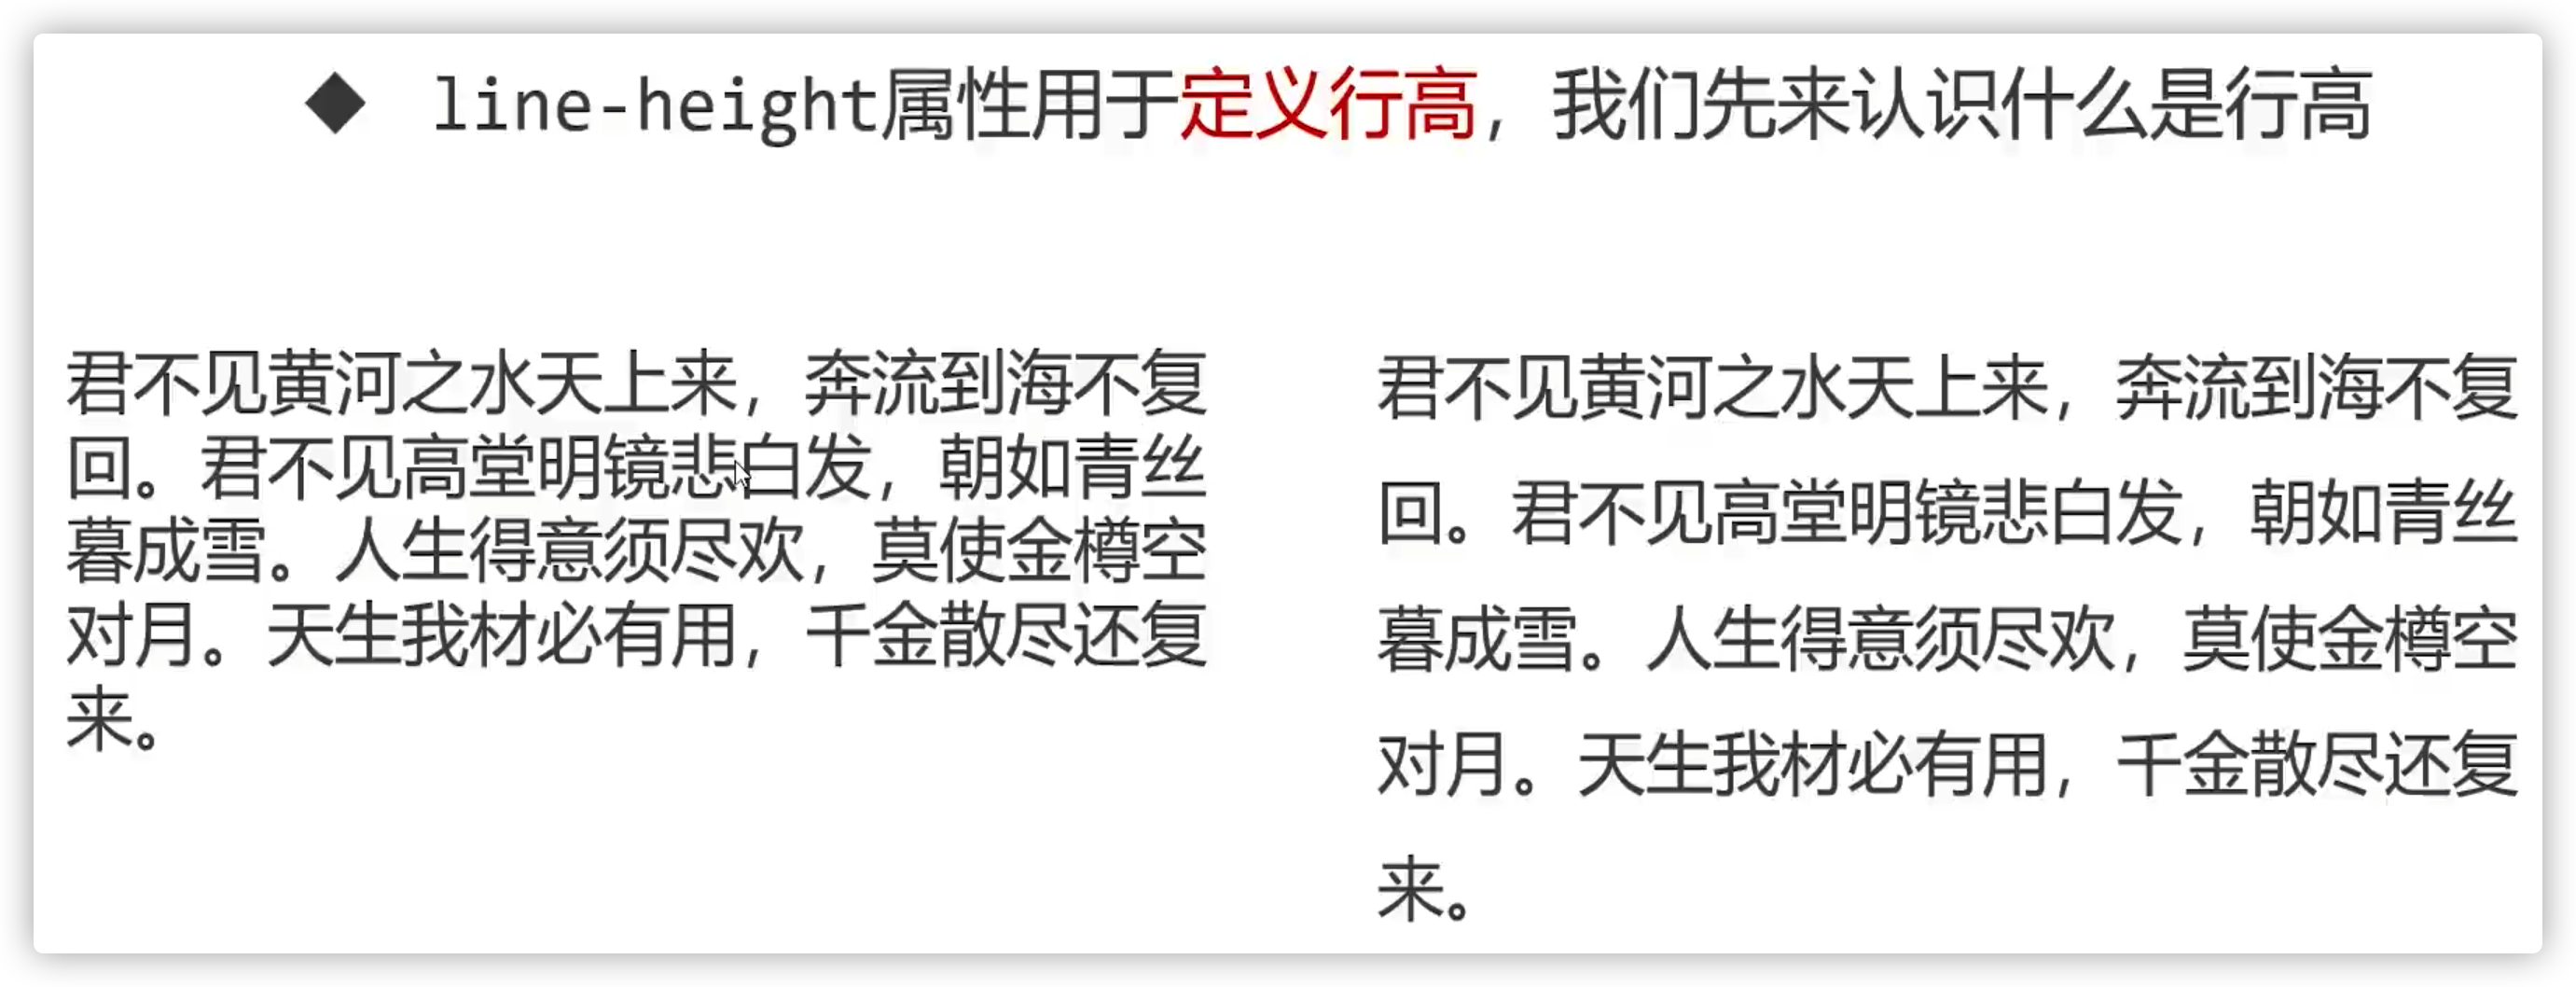 ◆ line-height属性用于定义行高，我们先来认识什么是行高
君不见黄河之水天上来，奔流到海不复
回。君不见高堂明镜悲白发，朝如青丝
暮成雪。人生得意须尽欢，莫使金樽空
对月。天生我材必有用，千金散尽还复
来。
君不见黄河之水天上来，奔流到海不复
回。君不见高堂明镜悲白发，朝如青丝
暮成雪。人生得意须尽欢，莫使金樽空
对月。天生我材必有用，千金散尽还复
来。